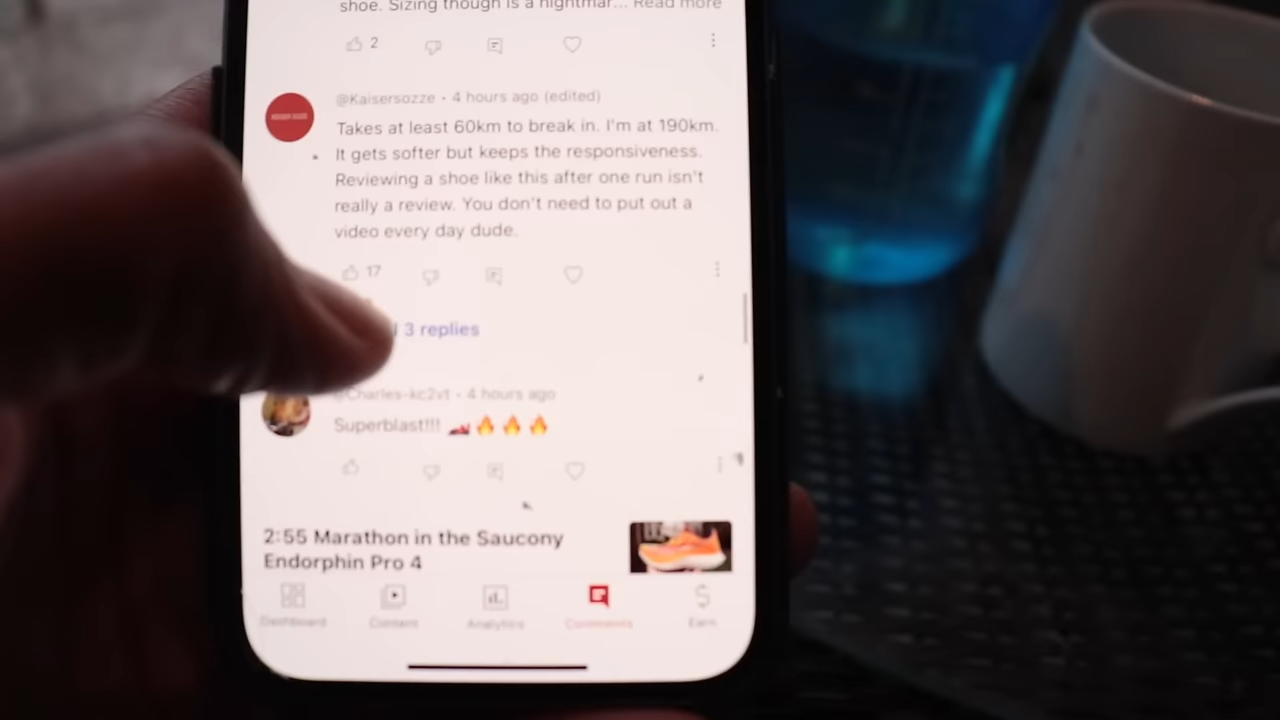 shoe. Sizing though is a nightmar... Read more
2
@Kaisersozze • 4 hours ago (edited)
Takes at least 60km to break in. I'm at 190km.
It gets softer but keeps the responsiveness.
Reviewing a shoe like this after one run isn't
really a review. You don't need to put out a
video every day dude.
17
3 replies
@Charles-kc2vt • 4 hours ago
Superblast!!! 👟🔥🔥🔥
2:55 Marathon in the Saucony
Endorphin Pro 4
Dashboard Content Analytics Comments Earn